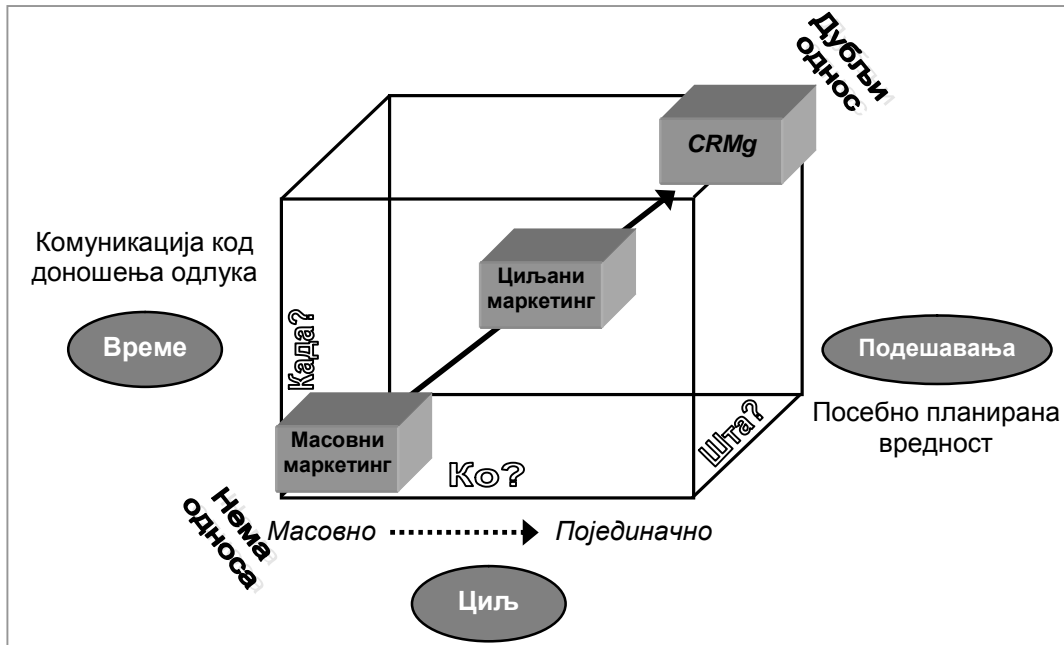 Дубљи
однос
CRMg
Комуникација код
доношења одлука
Време
Када?
Циљани
маркетинг
Подешавања
Посебно планирана
вредност
Шта?
Масовни
маркетинг
Ко?
Нема
односа
Масовно Појединачно
Циљ